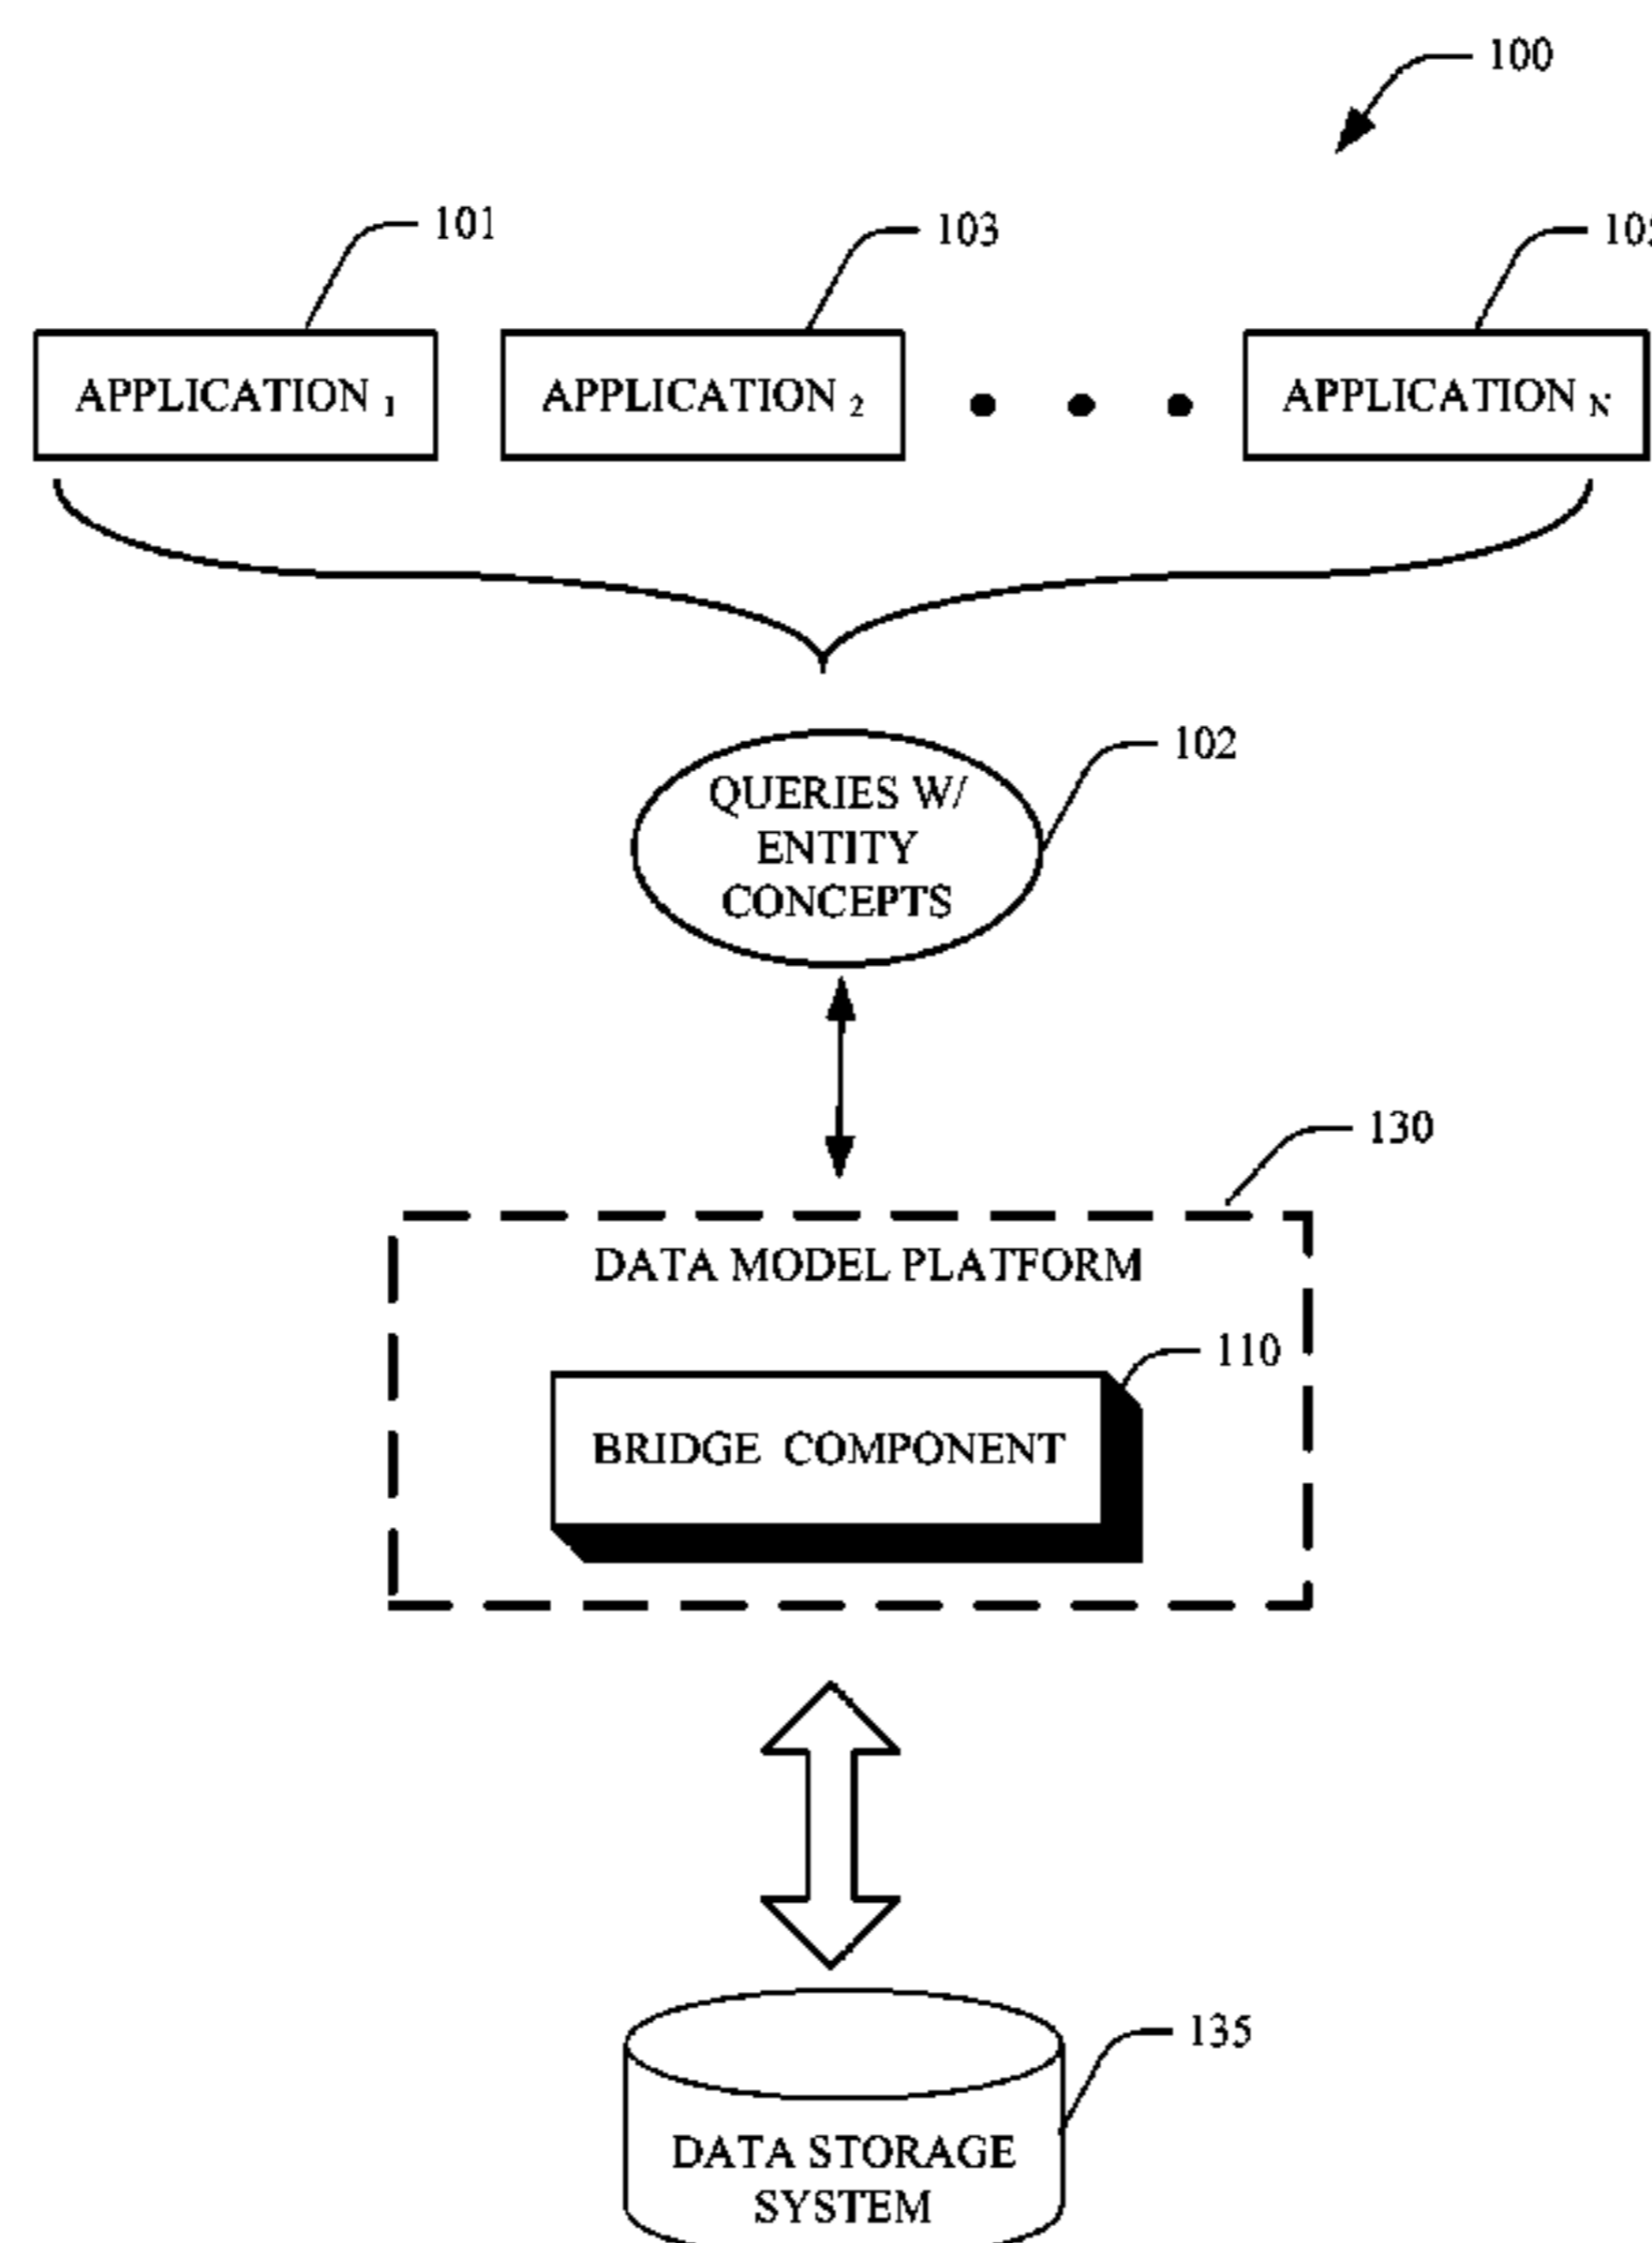 100
101
103
APPLICATION 1
APPLICATION 2
APPLICATION N
102
QUERIES W/
ENTITY
CONCEPTS
130
DATA MODEL PLATFORM
110
BRIDGE COMPONENT
135
DATA STORAGE
SYSTEM